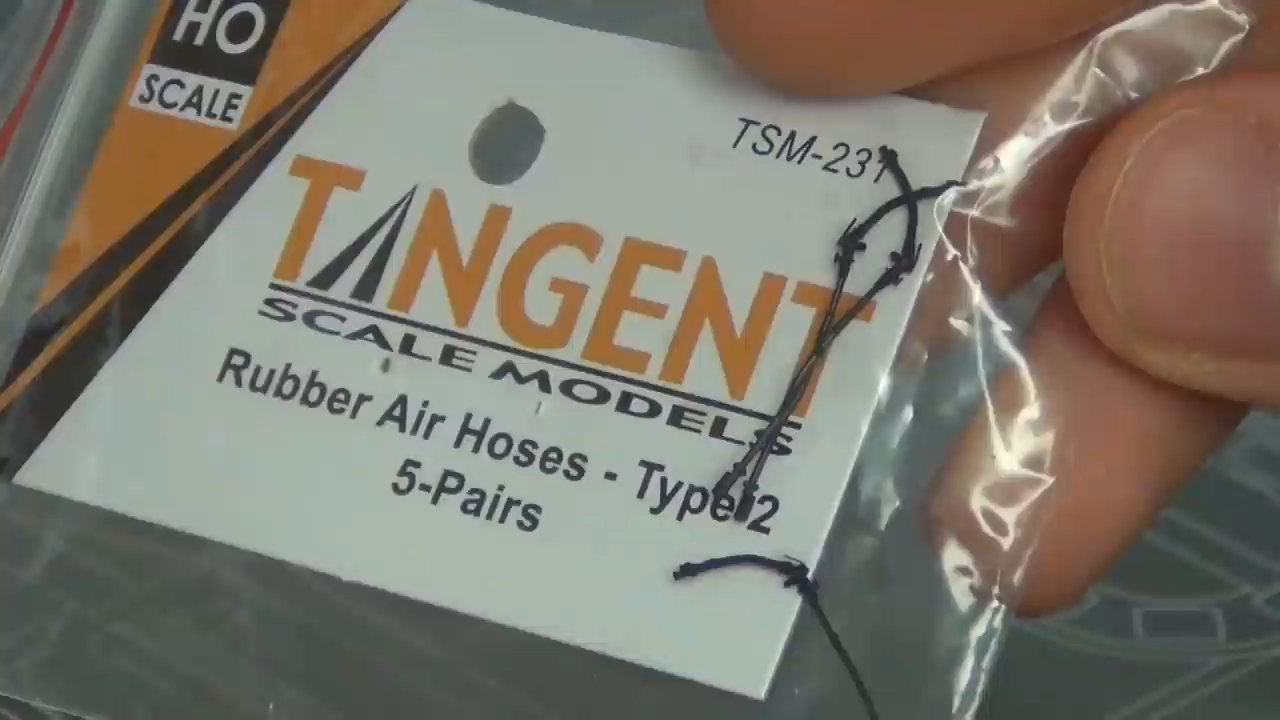 HO
SCALE
TSM-231
TANGENT
SCALE MODELS
Rubber Air Hoses - Type 2
5-Pairs